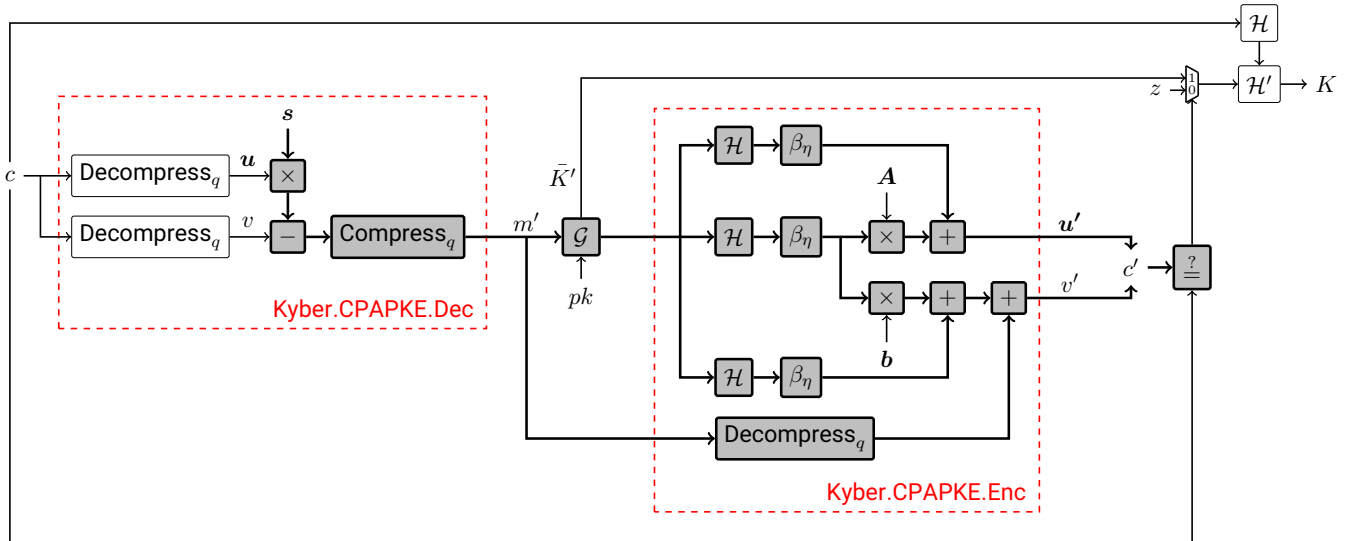 ℋ
1
z 0 ℋ′ K
s
ℋ β_η
c Decompress_q u × K̄′ A
Decompress_q v − Compress_q m′ 𝒢 ℋ β_η × + u′
c′ ≟
pk × + + v′
Kyber.CPAPKE.Dec
b
ℋ β_η
Decompress_q
Kyber.CPAPKE.Enc